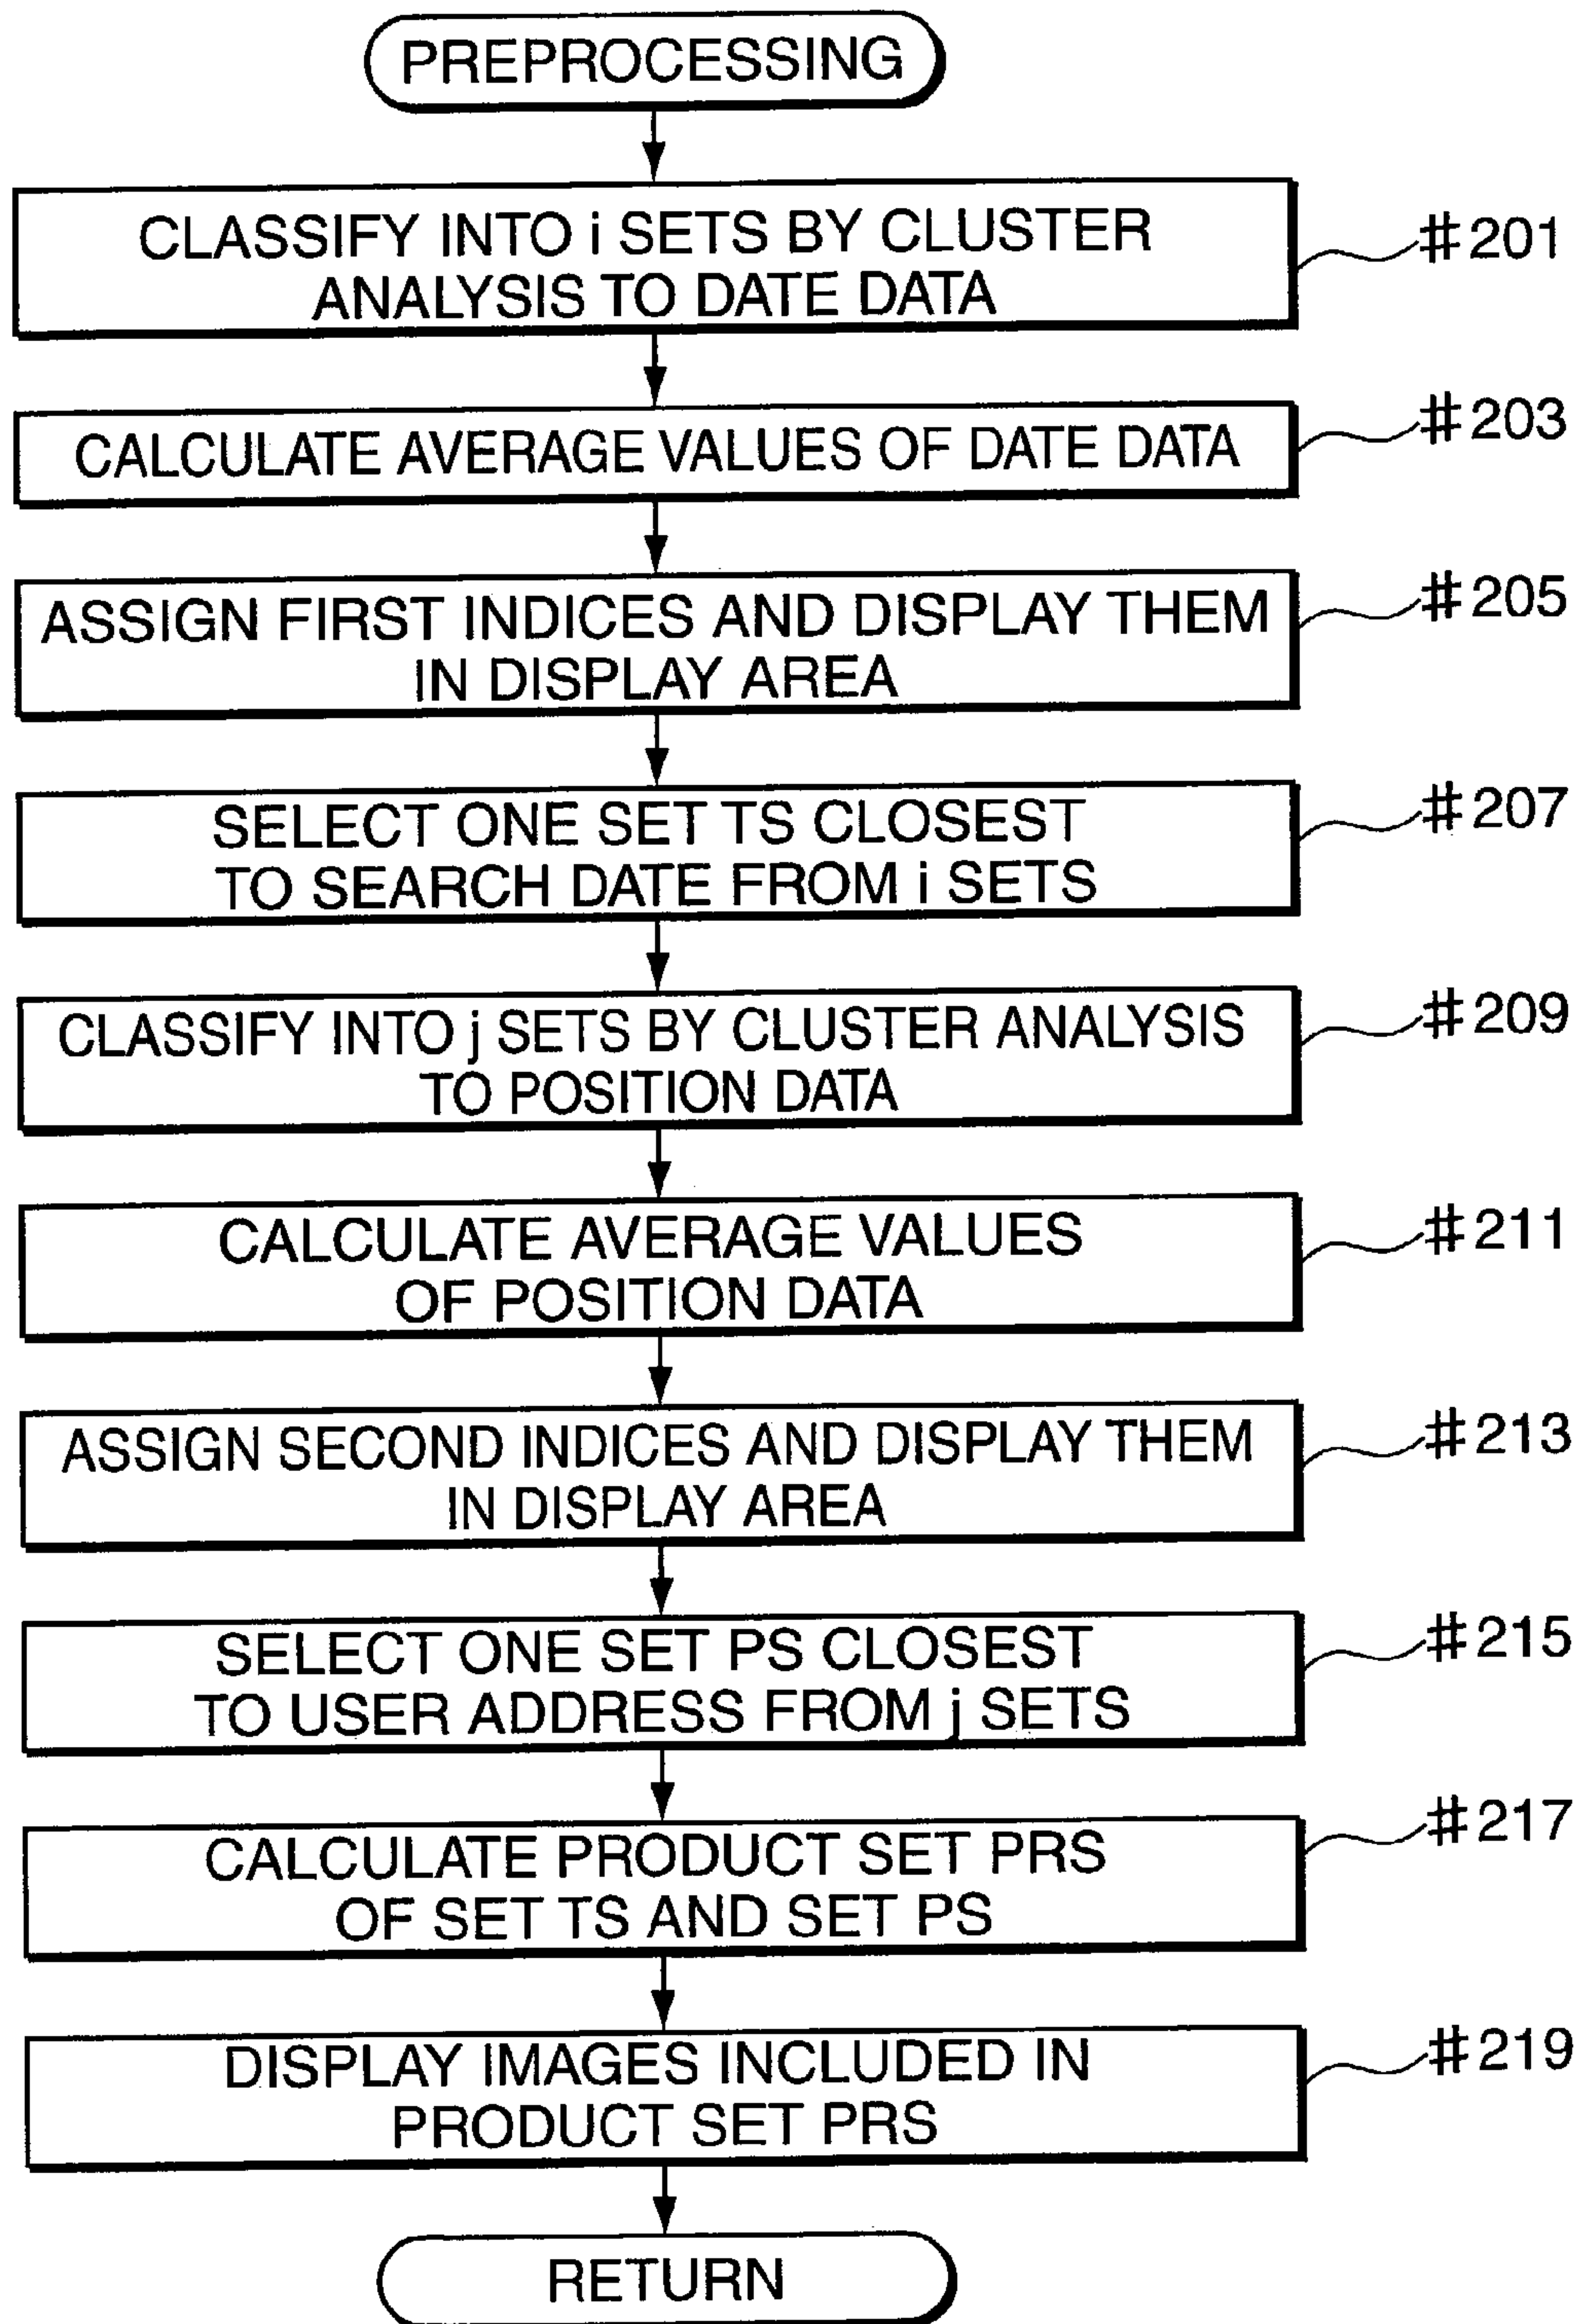 PREPROCESSING
CLASSIFY INTO i SETS BY CLUSTER
ANALYSIS TO DATE DATA
#201
CALCULATE AVERAGE VALUES OF DATE DATA
#203
ASSIGN FIRST INDICES AND DISPLAY THEM
IN DISPLAY AREA
#205
SELECT ONE SET TS CLOSEST
TO SEARCH DATE FROM i SETS
#207
CLASSIFY INTO j SETS BY CLUSTER ANALYSIS
TO POSITION DATA
#209
CALCULATE AVERAGE VALUES
OF POSITION DATA
#211
ASSIGN SECOND INDICES AND DISPLAY THEM
IN DISPLAY AREA
#213
SELECT ONE SET PS CLOSEST
TO USER ADDRESS FROM j SETS
#215
CALCULATE PRODUCT SET PRS
OF SET TS AND SET PS
#217
DISPLAY IMAGES INCLUDED IN
PRODUCT SET PRS
#219
RETURN